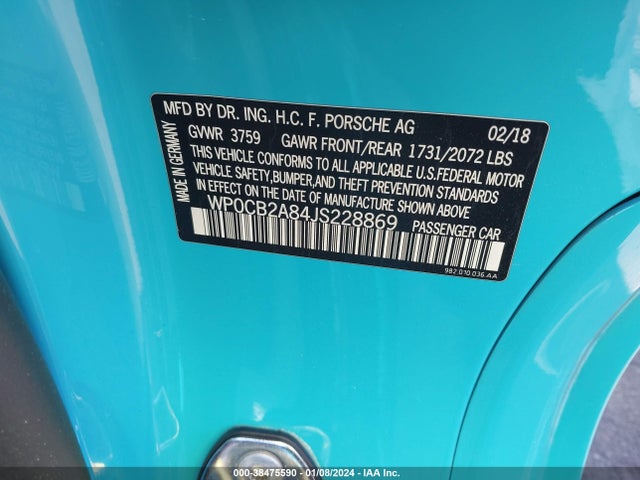 MFD BY DR. ING. H.C. F. PORSCHE AG 02/18
GVWR 3759 GAWR FRONT/REAR 1731/2072 LBS
THIS VEHICLE CONFORMS TO ALL APPLICABLE U.S.FEDERAL MOTOR
VEHICLE SAFETY,BUMPER,AND THEFT PREVENTION STANDARDS
IN EFFECT ON THE DATE OF MANUFACTURE SHOWN ABOVE
WP0CB2A84JS228869 PASSENGER CAR
MADE IN GERMANY
982.010.036.AA
000-38475590 - 01/08/2024 - IAA Inc.